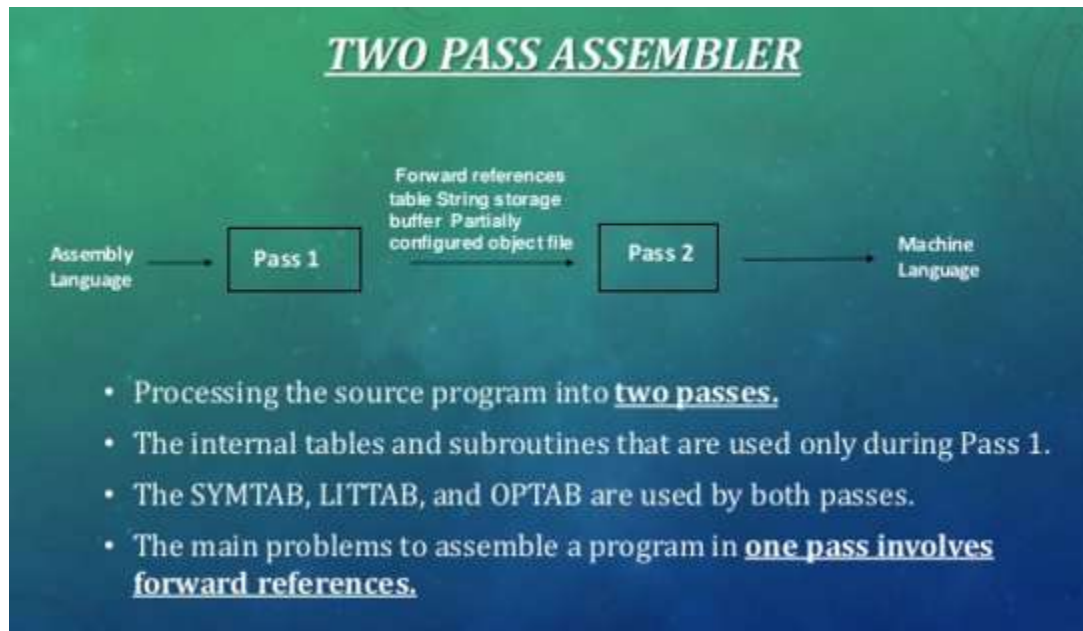 TWO PASS ASSEMBLER
Forward references
table String storage
buffer Partially
configured object file
Assembly
Language
Pass 1
Pass 2
Machine
Language
• Processing the source program into two passes.
• The internal tables and subroutines that are used only during Pass 1.
• The SYMTAB, LITTAB, and OPTAB are used by both passes.
• The main problems to assemble a program in one pass involves
forward references.